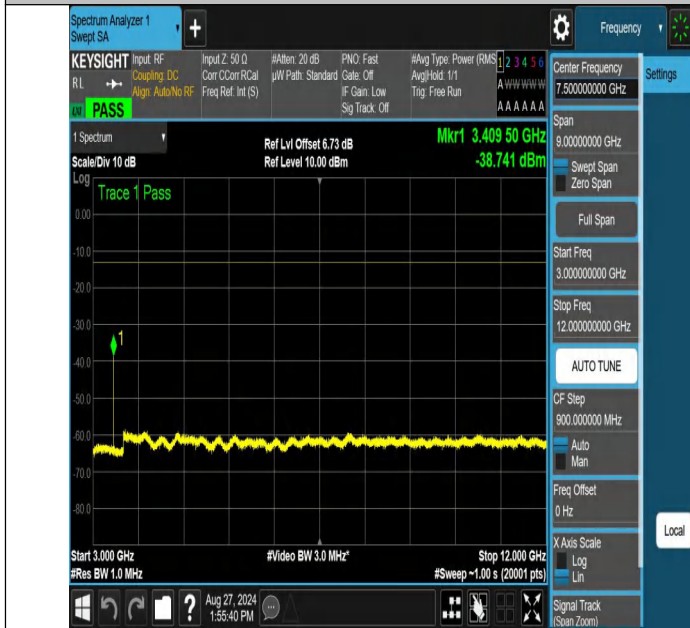 Spectrum Analyzer 1
Swept SA
+
Frequency
KEYSIGHT
RL
PASS
Input: RF
Coupling: DC
Align: Auto/No RF
Input Z: 50 Ω
Corr CCorr RCal
Freq Ref: Int (S)
#Atten: 20 dB
µW Path: Standard
PNO: Fast
Gate: Off
IF Gain: Low
Sig Track: Off
#Avg Type: Power (RMS
Avg|Hold: 1/1
Trig: Free Run
1 2 3 4 5 6
A W W W W W
A A A A A A
1 Spectrum
Scale/Div 10 dB
Log
Ref Lvl Offset 6.73 dB
Ref Level 10.00 dBm
Mkr1 3.409 50 GHz
-38.741 dBm
Trace 1 Pass
0.00
-10.0
-20.0
-30.0
1
-40.0
-50.0
-60.0
-70.0
-80.0
Start 3.000 GHz
#Res BW 1.0 MHz
#Video BW 3.0 MHz*
Stop 12.000 GHz
#Sweep ~1.00 s (20001 pts)
?
Aug 27, 2024
1:55:40 PM
Center Frequency
7.500000000 GHz
Settings
Span
9.00000000 GHz
Swept Span
Zero Span
Full Span
Start Freq
3.000000000 GHz
Stop Freq
12.000000000 GHz
AUTO TUNE
CF Step
900.000000 MHz
Auto
Man
Freq Offset
0 Hz
X Axis Scale
Log
Lin
Local
Signal Track
(Span Zoom)